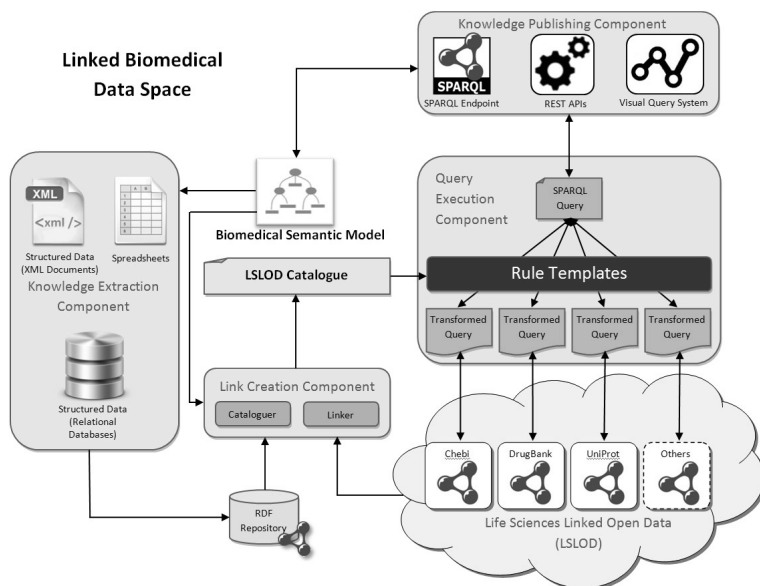 Linked Biomedical
Data Space
Knowledge Publishing Component
SPARQL
SPARQL Endpoint
REST APIs
Visual Query System
XML
<xml />
Structured Data
(XML Documents)
Spreadsheets
Knowledge Extraction
Component
Structured Data
(Relational
Databases)
Biomedical Semantic Model
LSLOD Catalogue
Query
Execution
Component
SPARQL
Query
Rule Templates
Transformed
Query
Transformed
Query
Transformed
Query
Transformed
Query
Link Creation Component
Cataloguer
Linker
RDF
Repository
Chebi
DrugBank
UniProt
Others
Life Sciences Linked Open Data
(LSLOD)